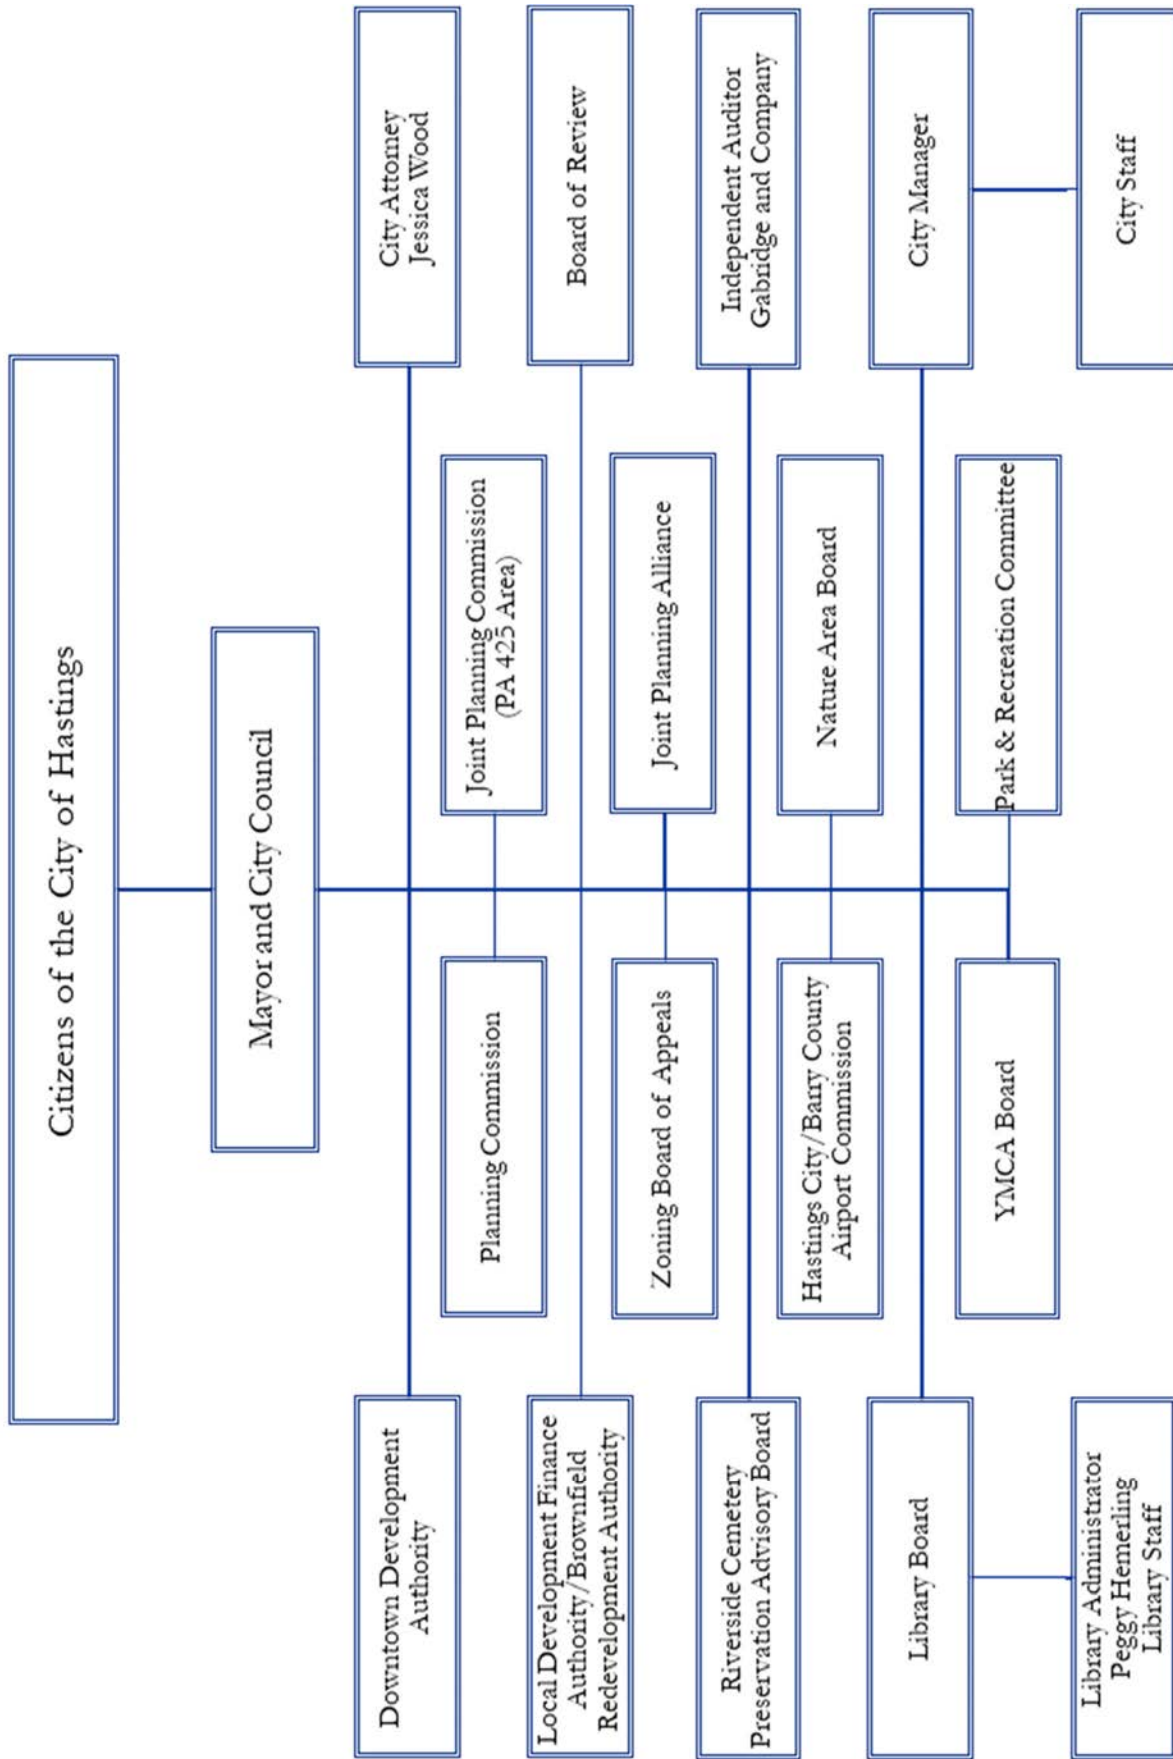 Citizens of the City of Hastings
Mayor and City Council
Downtown Development
Authority
City Attorney
Jessica Wood
Planning Commission
Joint Planning Commission
(PA 425 Area)
Local Development Finance
Authority/Brownfield
Redevelopment Authority
Board of Review
Zoning Board of Appeals
Joint Planning Alliance
Riverside Cemetery
Preservation Advisory Board
Independent Auditor
Gabridge and Company
Hastings City/Barry County
Airport Commission
Nature Area Board
Library Board
City Manager
YMCA Board
Park & Recreation Committee
Library Administrator
Peggy Hemerling
Library Staff
City Staff